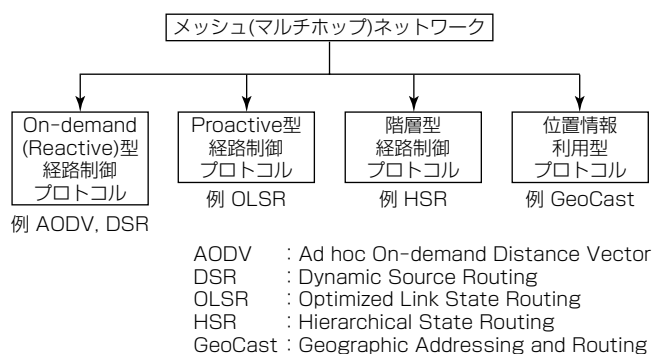 メッシュ(マルチホップ)ネットワーク
On-demand
(Reactive)型
経路制御
プロトコル
例 AODV, DSR
Proactive型
経路制御
プロトコル
例 OLSR
階層型
経路制御
プロトコル
例 HSR
位置情報
利用型
プロトコル
例 GeoCast
AODV : Ad hoc On-demand Distance Vector
DSR : Dynamic Source Routing
OLSR : Optimized Link State Routing
HSR : Hierarchical State Routing
GeoCast : Geographic Addressing and Routing